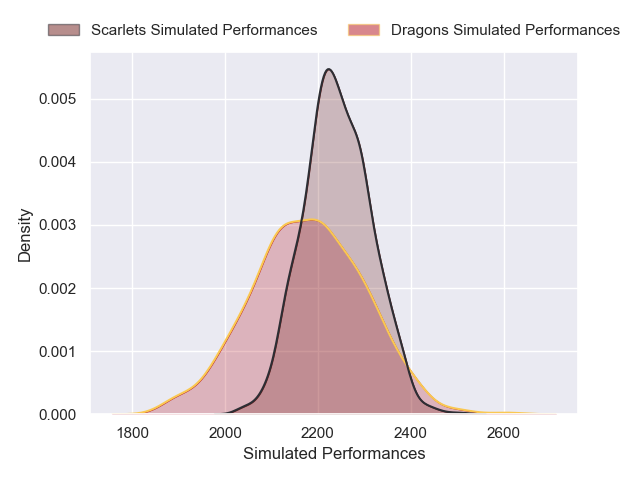 Scarlets Simulated Performances
Dragons Simulated Performances
0.005
0.004
0.003
0.002
0.001
0.000
Density
1800 2000 2200 2400 2600
Simulated Performances